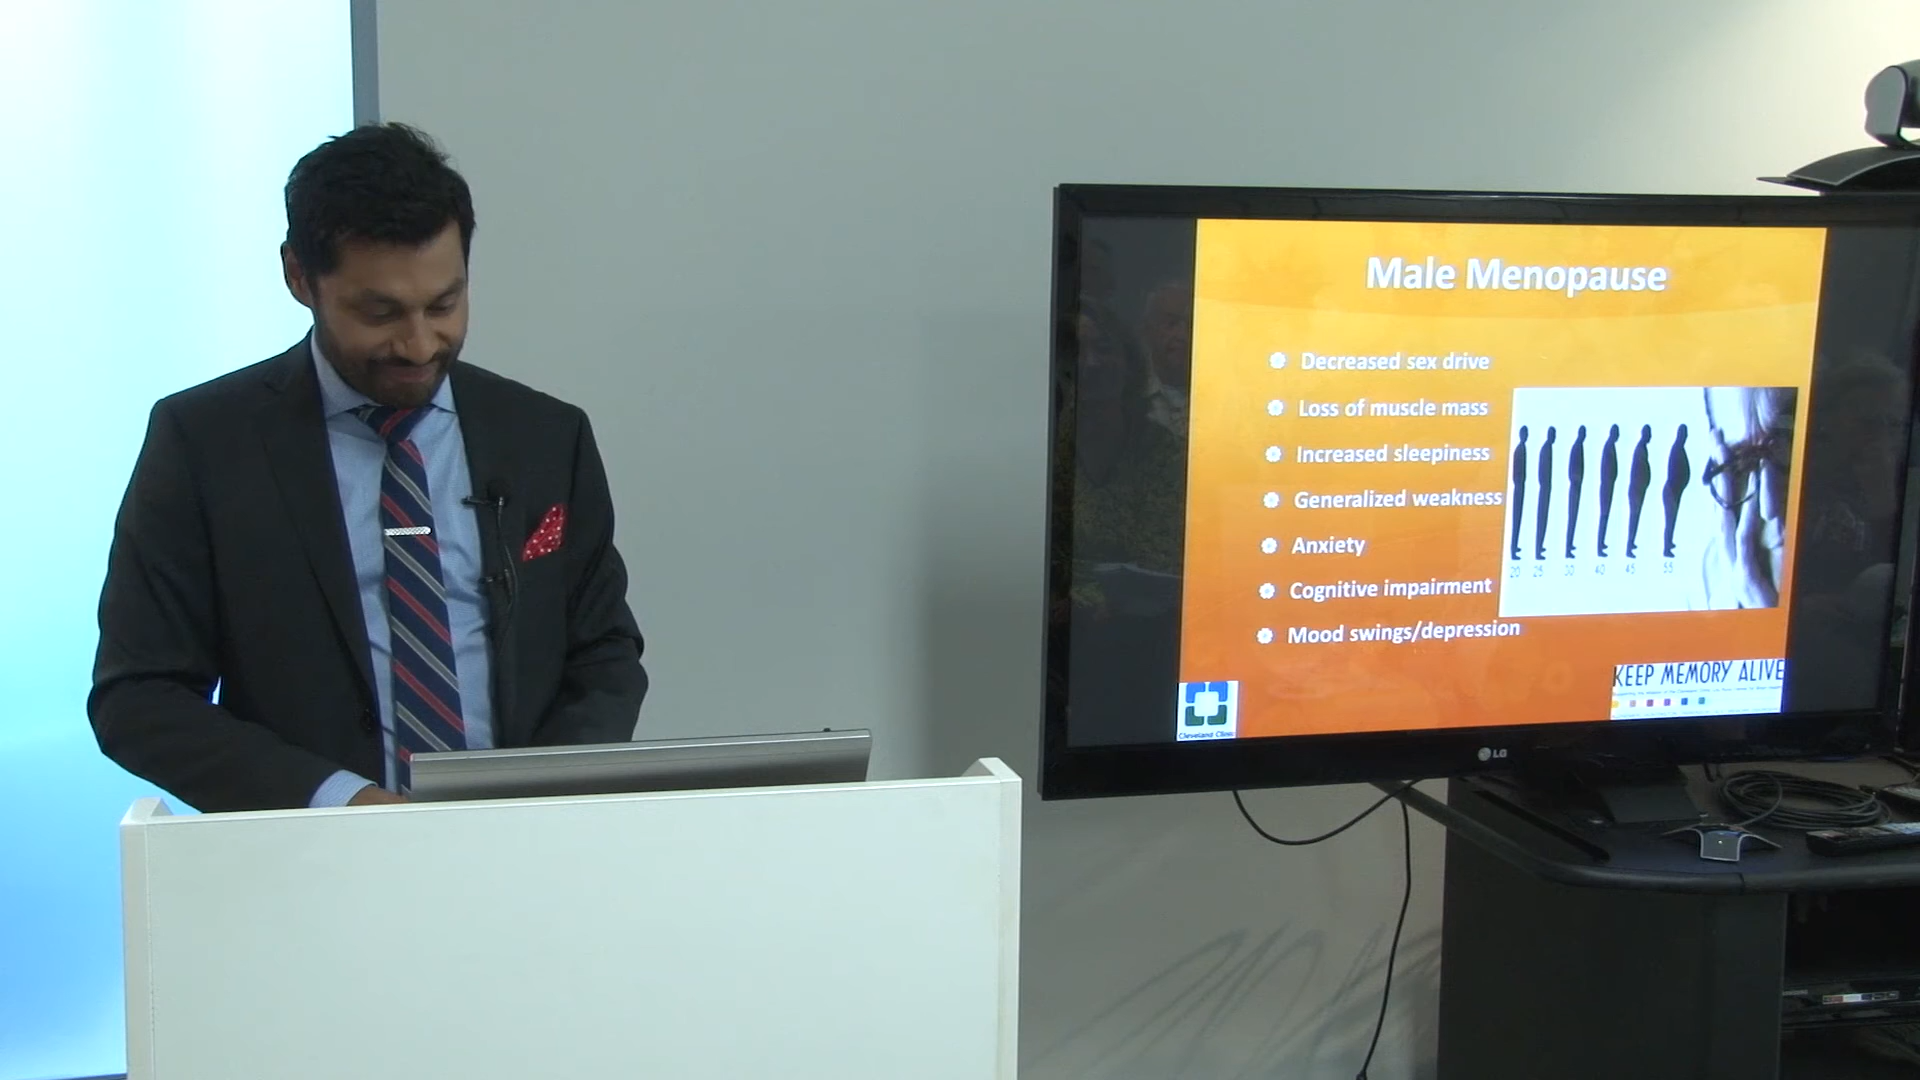 Male Menopause
Decreased sex drive
Loss of muscle mass
Increased sleepiness
Generalized weakness
Anxiety
Cognitive impairment
Mood swings/depression
20 25 30 40 45 55
KEEP MEMORY ALIVE
Cleveland Clinic
LG